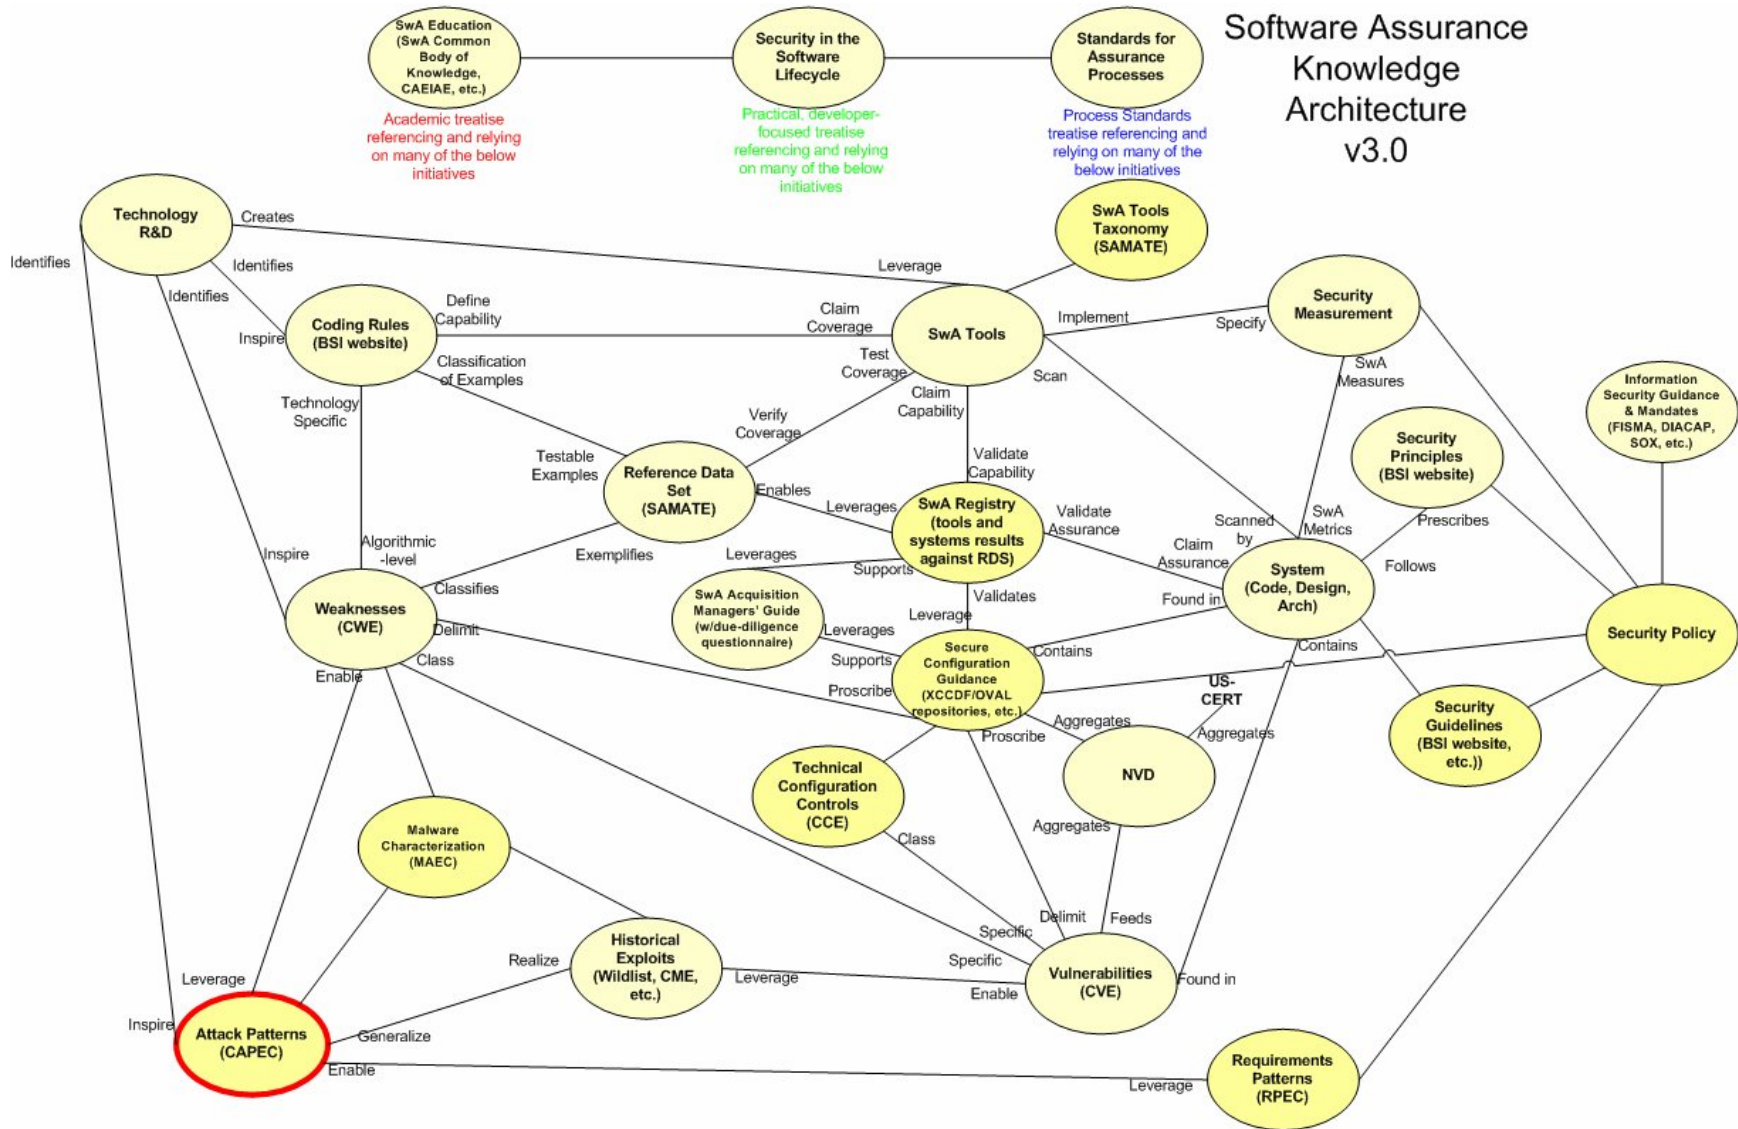 Software Assurance
Knowledge
Architecture
v3.0
SwA Education
(SwA Common
Body of
Knowledge,
CAEIAE, etc.)
Security in the
Software
Lifecycle
Standards for
Assurance
Processes
Academic treatise
referencing and relying
on many of the below
initiatives
Practical, developer-
focused treatise
referencing and relying
on many of the below
initiatives
Process Standards
treatise referencing and
relying on many of the
below initiatives
Technology
R&D
Creates
Identifies
Identifies
Identifies
Leverage
SwA Tools
Taxonomy
(SAMATE)
Inspire
Coding Rules
(BSI website)
Define
Capability
Claim
Coverage
SwA Tools
Implement
Specify
Security
Measurement
Classification
of Examples
Test
Coverage
Claim
Capability
Scan
SwA
Measures
Information
Security Guidance
& Mandates
(FISMA, DIACAP,
SOX, etc.)
Technology
Specific
Verify
Coverage
Testable
Examples
Reference Data
Set
(SAMATE)
Enables
Leverages
Validate
Capability
SwA Registry
(tools and
systems results
against RDS)
Validate
Assurance
Security
Principles
(BSI website)
Prescribes
Follows
Scanned
by
SwA
Metrics
Claim
Assurance
Inspire
Algorithmic
-level
Exemplifies
Classifies
Leverages
Supports
Validates
Leverage
Found in
System
(Code, Design,
Arch)
Weaknesses
(CWE)
Delimit
Class
Enable
SwA Acquisition
Managers' Guide
(w/due-diligence
questionnaire)
Leverages
Supports
Proscribe
Secure
Configuration
Guidance
(XCCDF/OVAL
repositories, etc.)
Contains
Contains
Security Policy
US-
CERT
Aggregates
Aggregates
Proscribe
Security
Guidelines
(BSI website,
etc.))
Technical
Configuration
Controls
(CCE)
NVD
Class
Aggregates
Malware
Characterization
(MAEC)
Delimit
Feeds
Specific
Specific
Historical
Exploits
(Wildlist, CME,
etc.)
Realize
Leverage
Enable
Vulnerabilities
(CVE)
Found in
Leverage
Inspire
Attack Patterns
(CAPEC)
Generalize
Enable
Leverage
Requirements
Patterns
(RPEC)